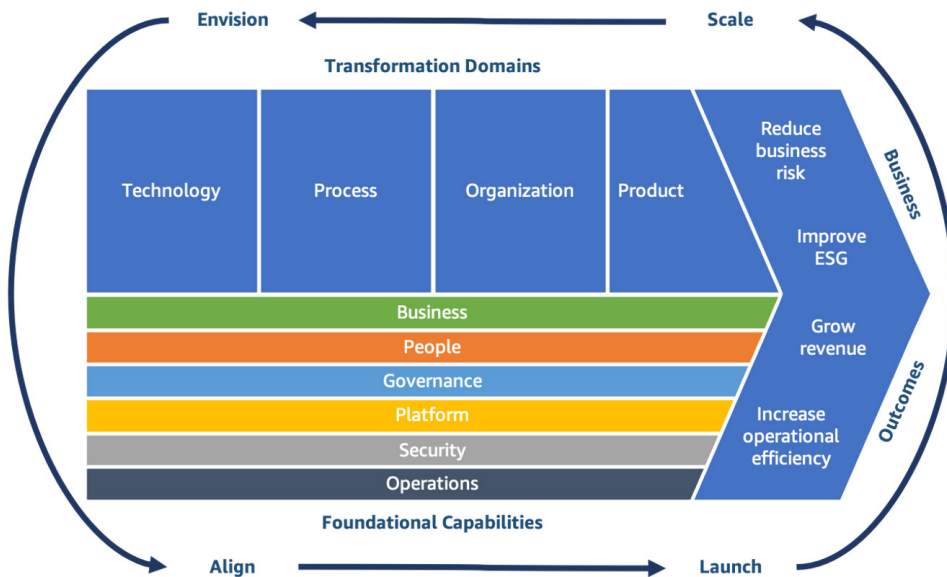 Envision
Scale
Transformation Domains
Technology
Process
Organization
Product
Reduce
business
risk
Improve
ESG
Grow
revenue
Increase
operational
efficiency
Business
Outcomes
Business
People
Governance
Platform
Security
Operations
Foundational Capabilities
Align
Launch